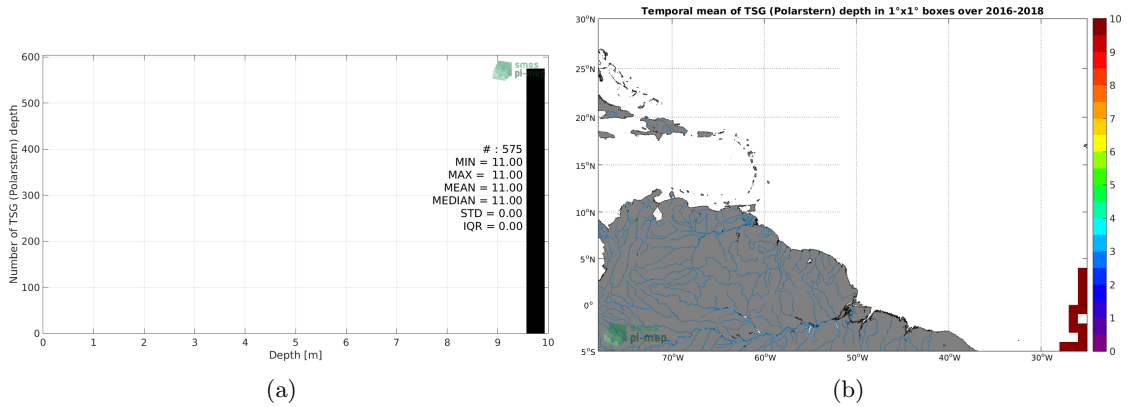 600
500
400
300
200
100
0
Number of TSG (Polarstern) depth
smos
pi-mep
# : 575
MIN = 11.00
MAX = 11.00
MEAN = 11.00
MEDIAN = 11.00
STD = 0.00
IQR = 0.00
0 1 2 3 4 5 6 7 8 9 10
Depth [m]
(a)
Temporal mean of TSG (Polarstern) depth in 1°x1° boxes over 2016-2018
30°N
25°N
20°N
15°N
10°N
5°N
0°
5°S
smos
pi-mep
70°W 60°W 50°W 40°W 30°W
10
9
8
7
6
5
4
3
2
1
0
(b)